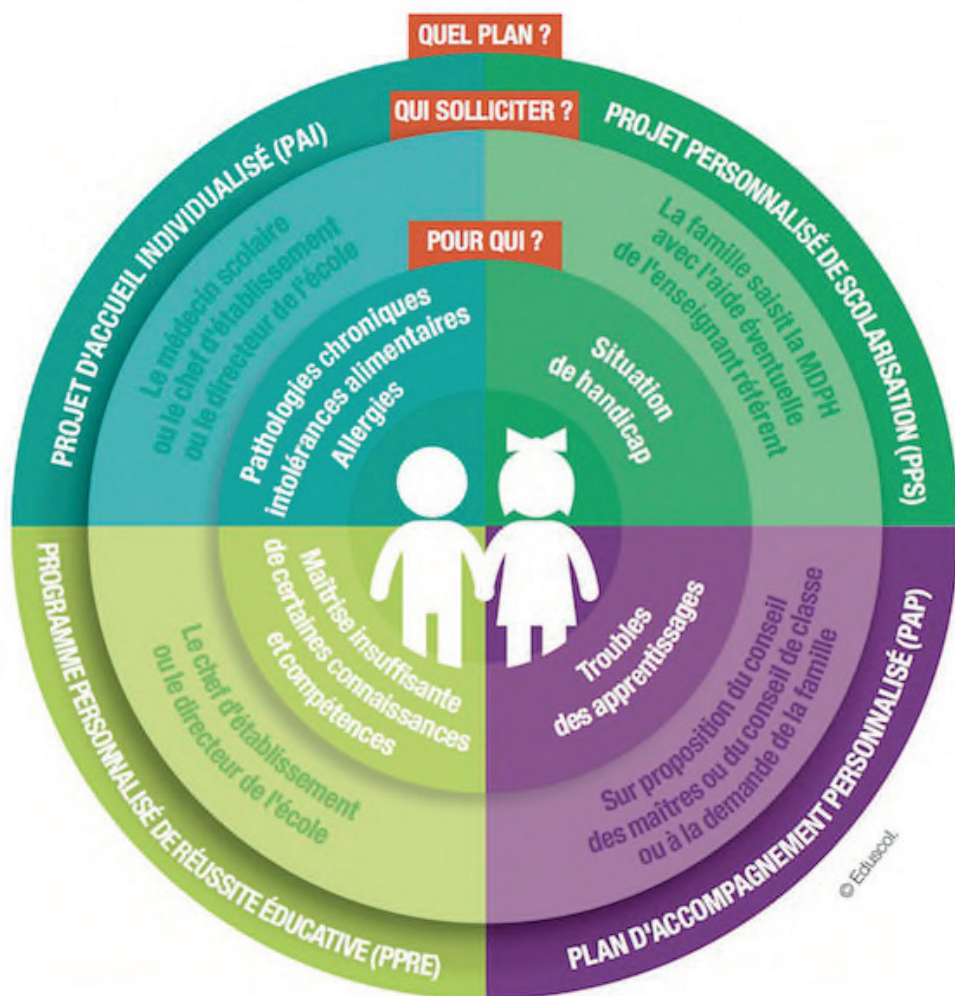 QUEL PLAN ?
QUI SOLLICITER ?
POUR QUI ?
PROJET D'ACCUEIL INDIVIDUALISÉ (PAI)
Le médecin scolaire
ou le chef d'établissement
ou le directeur de l'école
Pathologies chroniques
intolérances alimentaires
Allergies
PROJET PERSONNALISÉ DE SCOLARISATION (PPS)
La famille saisit la MDPH
avec l'aide éventuelle
de l'enseignant référent
Situation
de handicap
PROGRAMME PERSONNALISÉ DE RÉUSSITE ÉDUCATIVE (PPRE)
Le chef d'établissement
ou le directeur de l'école
Maîtrise insuffisante
de certaines connaissances
et compétences
PLAN D'ACCOMPAGNEMENT PERSONNALISÉ (PAP)
Sur proposition du conseil
des maîtres ou du conseil de classe
ou à la demande de la famille
Troubles
des apprentissages
© Eduscol.